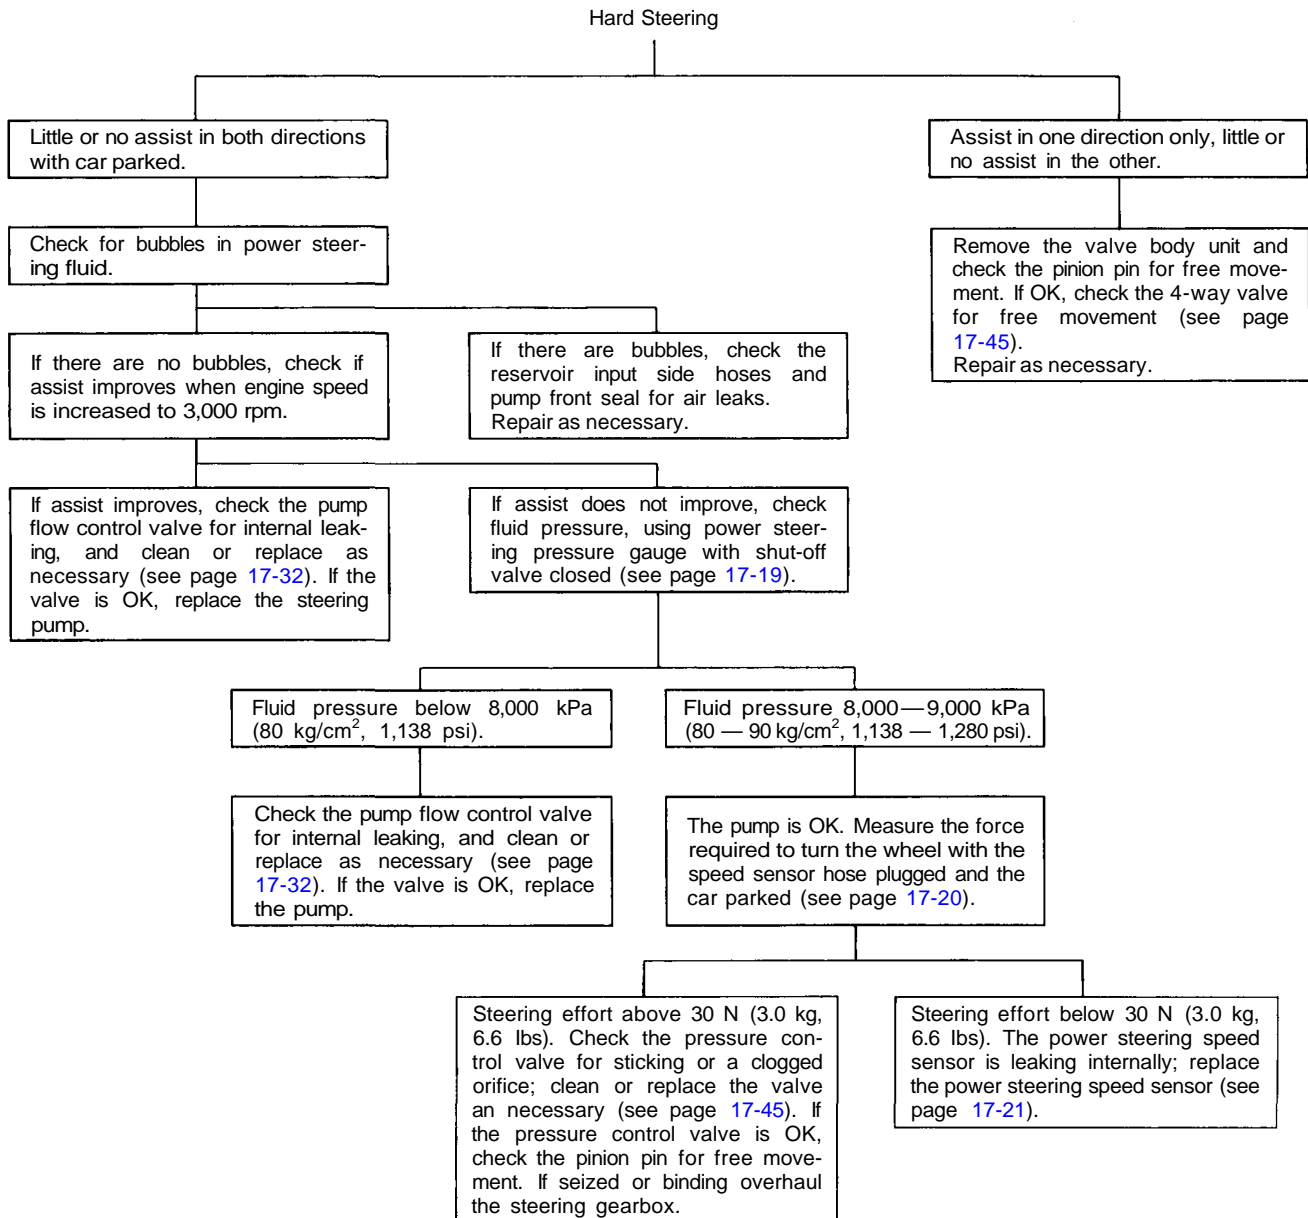 Hard Steering
Little or no assist in both directions
with car parked.
Assist in one direction only, little or
no assist in the other.
Check for bubbles in power steer-
ing fluid.
Remove the valve body unit and
check the pinion pin for free move-
ment. If OK, check the 4-way valve
for free movement (see page
17-45).
Repair as necessary.
If there are no bubbles, check if
assist improves when engine speed
is increased to 3,000 rpm.
If there are bubbles, check the
reservoir input side hoses and
pump front seal for air leaks.
Repair as necessary.
If assist improves, check the pump
flow control valve for internal leak-
ing, and clean or replace as
necessary (see page 17-32). If the
valve is OK, replace the steering
pump.
If assist does not improve, check
fluid pressure, using power steer-
ing pressure gauge with shut-off
valve closed (see page 17-19).
Fluid pressure below 8,000 kPa
(80 kg/cm², 1,138 psi).
Fluid pressure 8,000—9,000 kPa
(80 — 90 kg/cm², 1,138 — 1,280 psi).
Check the pump flow control valve
for internal leaking, and clean or
replace as necessary (see page
17-32). If the valve is OK, replace
the pump.
The pump is OK. Measure the force
required to turn the wheel with the
speed sensor hose plugged and the
car parked (see page 17-20).
Steering effort above 30 N (3.0 kg,
6.6 lbs). Check the pressure con-
trol valve for sticking or a clogged
orifice; clean or replace the valve
an necessary (see page 17-45). If
the pressure control valve is OK,
check the pinion pin for free move-
ment. If seized or binding overhaul
the steering gearbox.
Steering effort below 30 N (3.0 kg,
6.6 lbs). The power steering speed
sensor is leaking internally; replace
the power steering speed sensor (see
page 17-21).